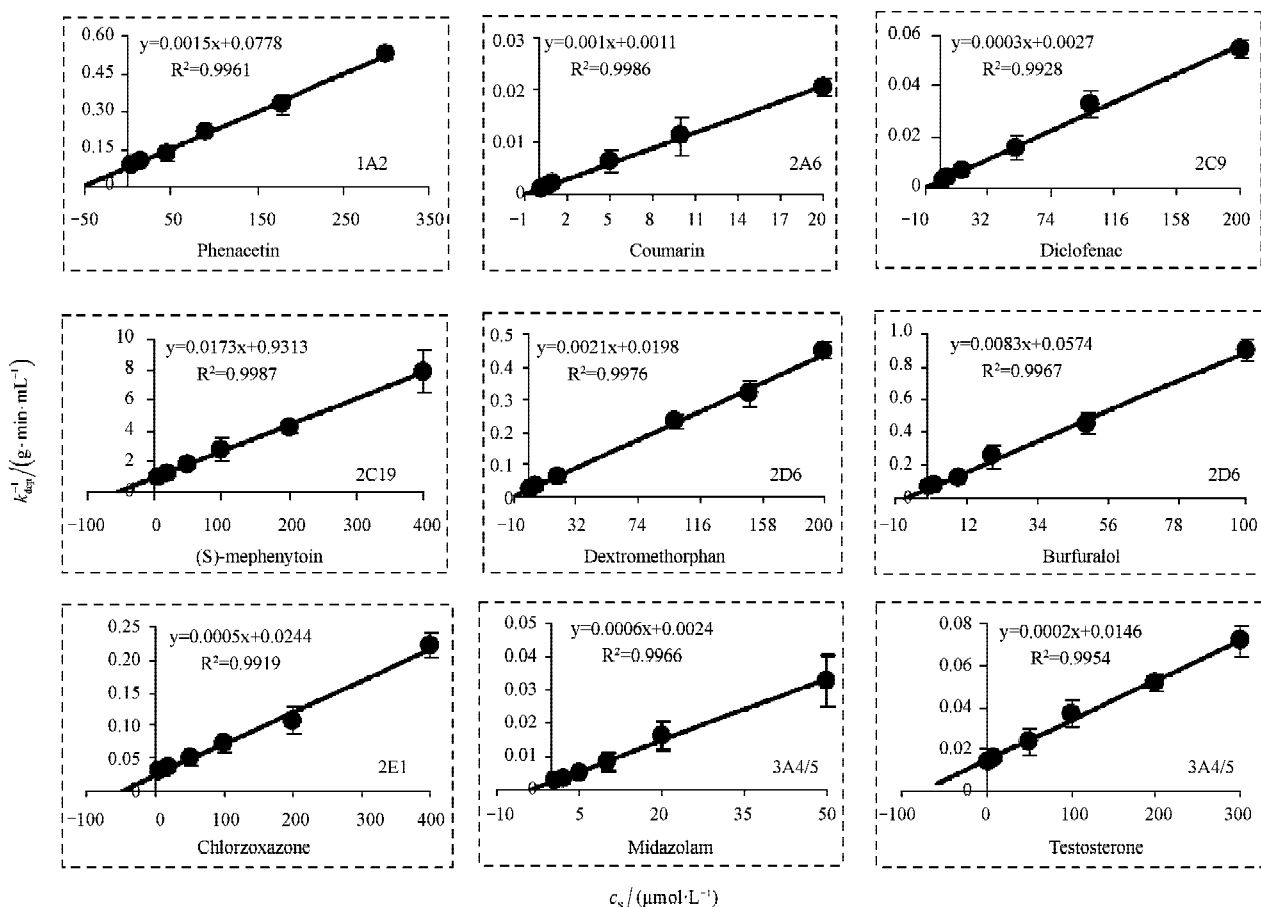 0.60
0.45
0.30
0.15
0
y=0.0015x+0.0778
R²=0.9961
1A2
−50 50 150 250 350
Phenacetin
0.03
0.02
0.01
0
y=0.001x+0.0011
R²=0.9986
2A6
−1 2 5 8 11 14 17 20
Coumarin
0.06
0.04
0.02
0
y=0.0003x+0.0027
R²=0.9928
2C9
−10 32 74 116 158 200
Diclofenac
10
8
6
4
2
0
y=0.0173x+0.9313
R²=0.9987
2C19
−100 0 100 200 300 400
(S)-mephenytoin
0.5
0.4
0.3
0.2
0.1
0
y=0.0021x+0.0198
R²=0.9976
2D6
−10 32 74 116 158 200
Dextromethorphan
1.0
0.8
0.6
0.4
0.2
0
y=0.0083x+0.0574
R²=0.9967
2D6
−10 12 34 56 78 100
Burfuralol
0.25
0.20
0.15
0.10
0.05
0
y=0.0005x+0.0244
R²=0.9919
2E1
−100 0 100 200 300 400
Chlorzoxazone
0.05
0.04
0.03
0.02
0.01
0
y=0.0006x+0.0024
R²=0.9966
3A4/5
−10 5 20 35 50
Midazolam
0.08
0.06
0.04
0.02
0
y=0.0002x+0.0146
R²=0.9954
3A4/5
−100 0 100 200 300
Testosterone
k⁻¹dept/(g·min·mL⁻¹)
cs/(μmol·L⁻¹)